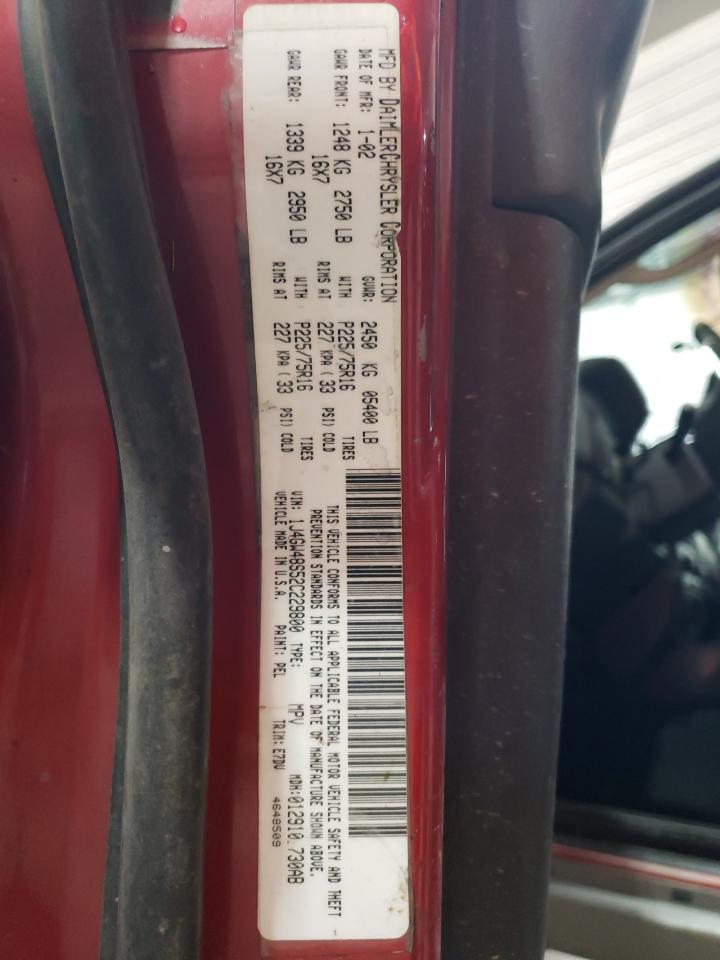 MFD BY DAIMLERCHRYSLER CORPORATION
DATE OF MFR: 1-02 GVWR: 2450 KG 05400 LB
GAWR FRONT: 1248 KG 2750 LB WITH P225/75R16 TIRES
16X7 RIMS AT 227 KPA ( 33 PSI) COLD
GAWR REAR: 1339 KG 2950 LB WITH P225/75R16 TIRES
16X7 RIMS AT 227 KPA ( 33 PSI) COLD
THIS VEHICLE CONFORMS TO ALL APPLICABLE FEDERAL MOTOR VEHICLE SAFETY AND THEFT
PREVENTION STANDARDS IN EFFECT ON THE DATE OF MANUFACTURE SHOWN ABOVE.
VIN: 1J4GW48S52C229800 TYPE: MPV MDH:012910.730AB
VEHICLE MADE IN U.S.A. PAINT: PEL TRIM:E7DV 4648509